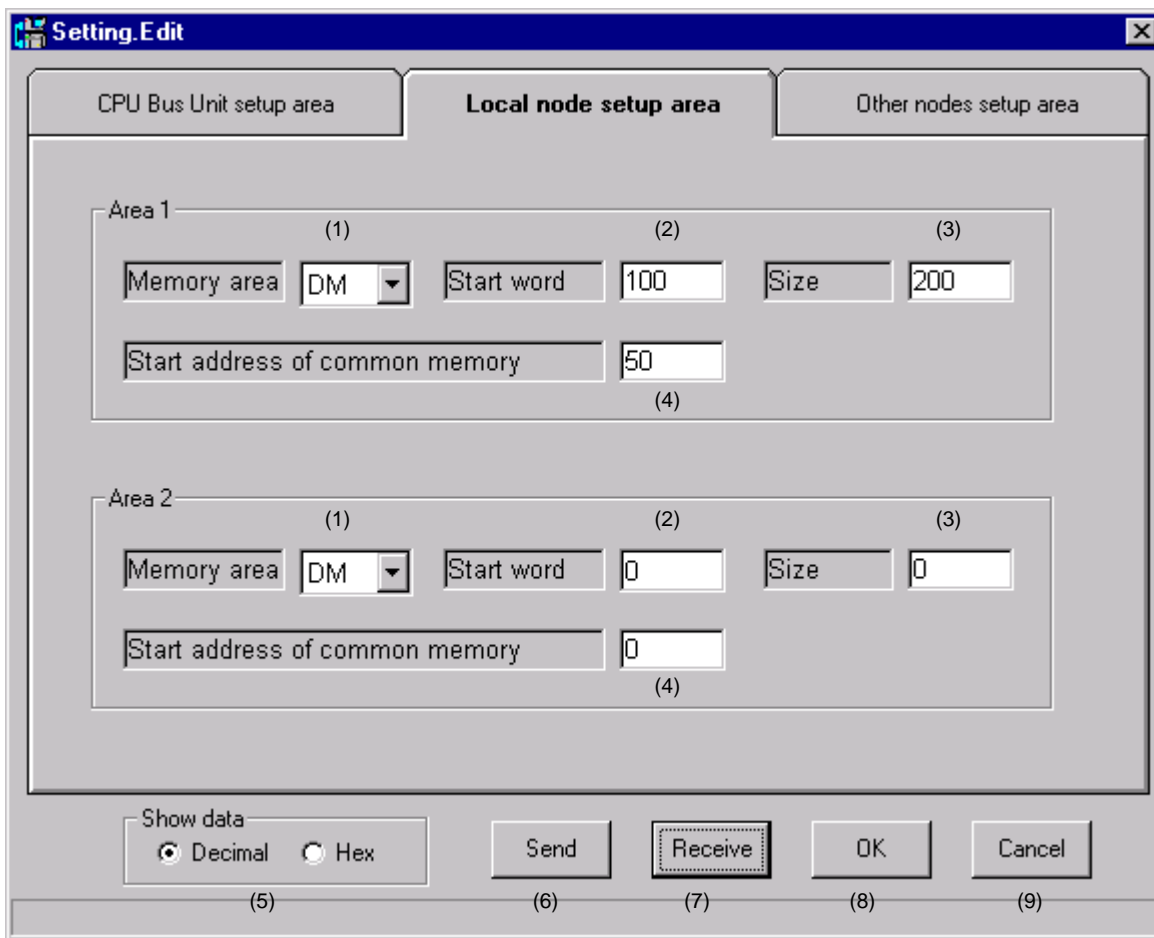 Setting.Edit
CPU Bus Unit setup area Local node setup area Other nodes setup area
Area 1
(1) (2) (3)
Memory area DM Start word 100 Size 200
Start address of common memory 50
(4)
Area 2
(1) (2) (3)
Memory area DM Start word 0 Size 0
Start address of common memory 0
(4)
Show data
Decimal Hex Send Receive OK Cancel
(5) (6) (7) (8) (9)